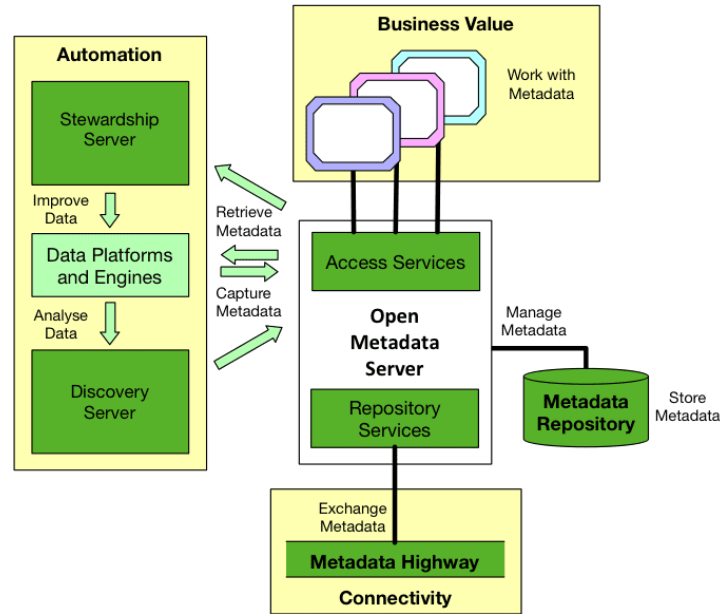 Automation
Stewardship
Server
Improve
Data
Data Platforms
and Engines
Analyse
Data
Discovery
Server
Retrieve
Metadata
Capture
Metadata
Business Value
Work with
Metadata
Access Services
Open
Metadata
Server
Repository
Services
Manage
Metadata
Metadata
Repository
Store
Metadata
Exchange
Metadata
Metadata Highway
Connectivity